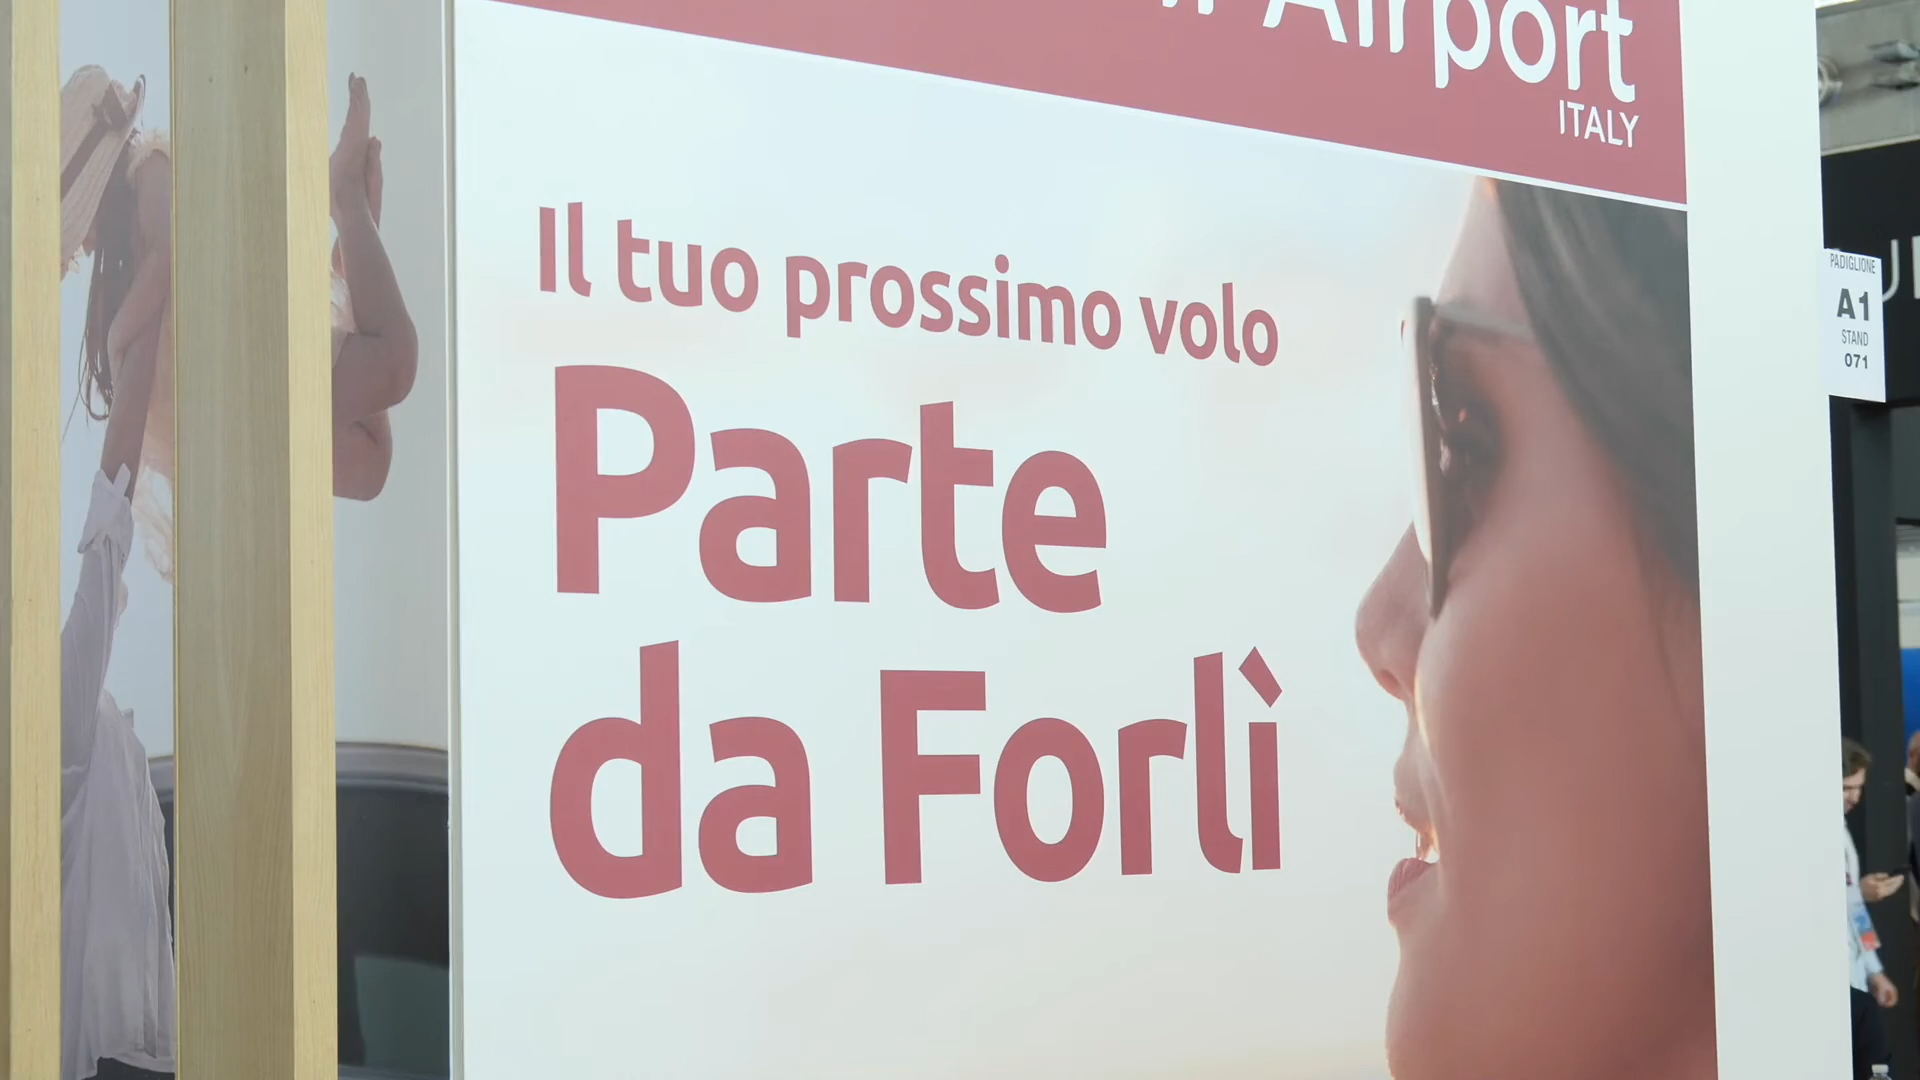 Airport
ITALY
Il tuo prossimo volo
Parte
da Forlì
PADIGLIONE
A1
STAND
071